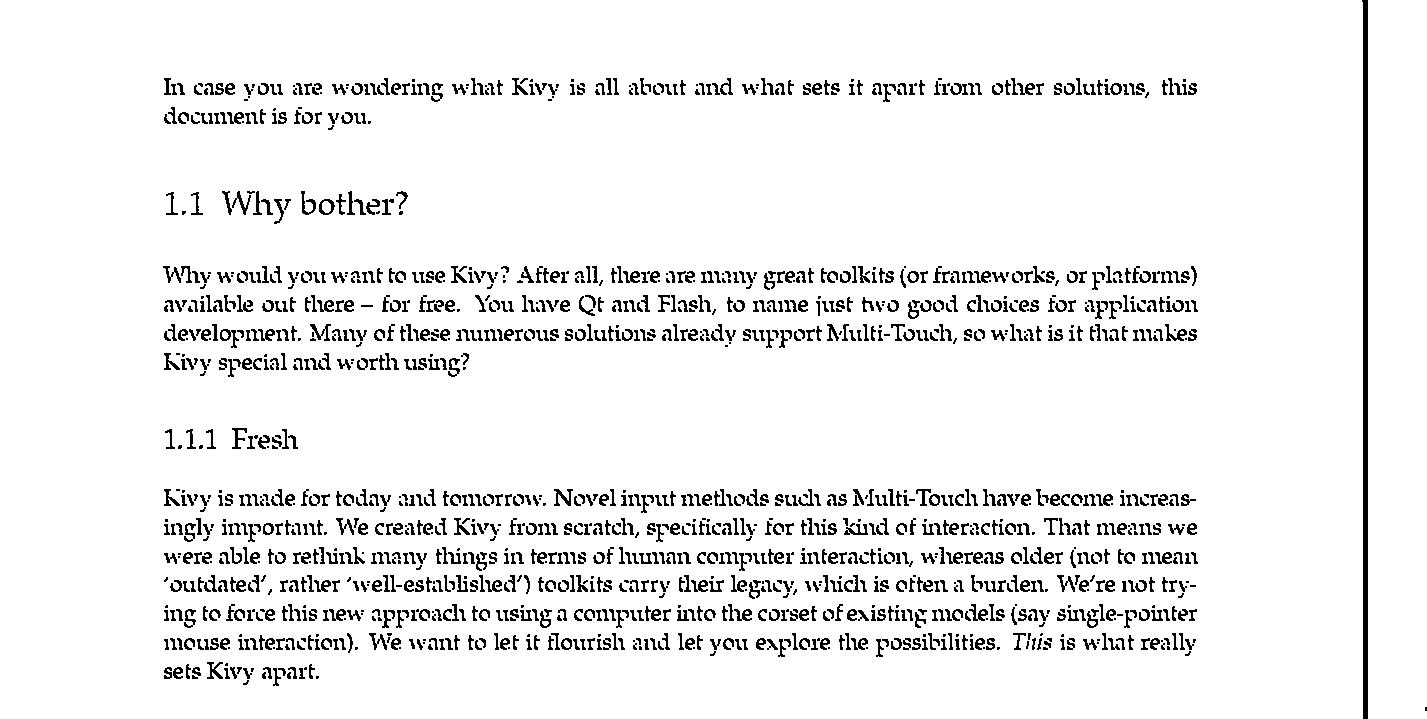 In case you are wondering what Kivy is all about and what sets it apart from other solutions, this
document is for you.
1.1 Why bother?
Why would you want to use Kivy? After all, there are many great toolkits (or frameworks, or platforms)
available out there – for free. You have Qt and Flash, to name just two good choices for application
development. Many of these numerous solutions already support Multi-Touch, so what is it that makes
Kivy special and worth using?
1.1.1 Fresh
Kivy is made for today and tomorrow. Novel input methods such as Multi-Touch have become increas-
ingly important. We created Kivy from scratch, specifically for this kind of interaction. That means we
were able to rethink many things in terms of human computer interaction, whereas older (not to mean
‘outdated’, rather ‘well-established’) toolkits carry their legacy, which is often a burden. We’re not try-
ing to force this new approach to using a computer into the corset of existing models (say single-pointer
mouse interaction). We want to let it flourish and let you explore the possibilities. This is what really
sets Kivy apart.